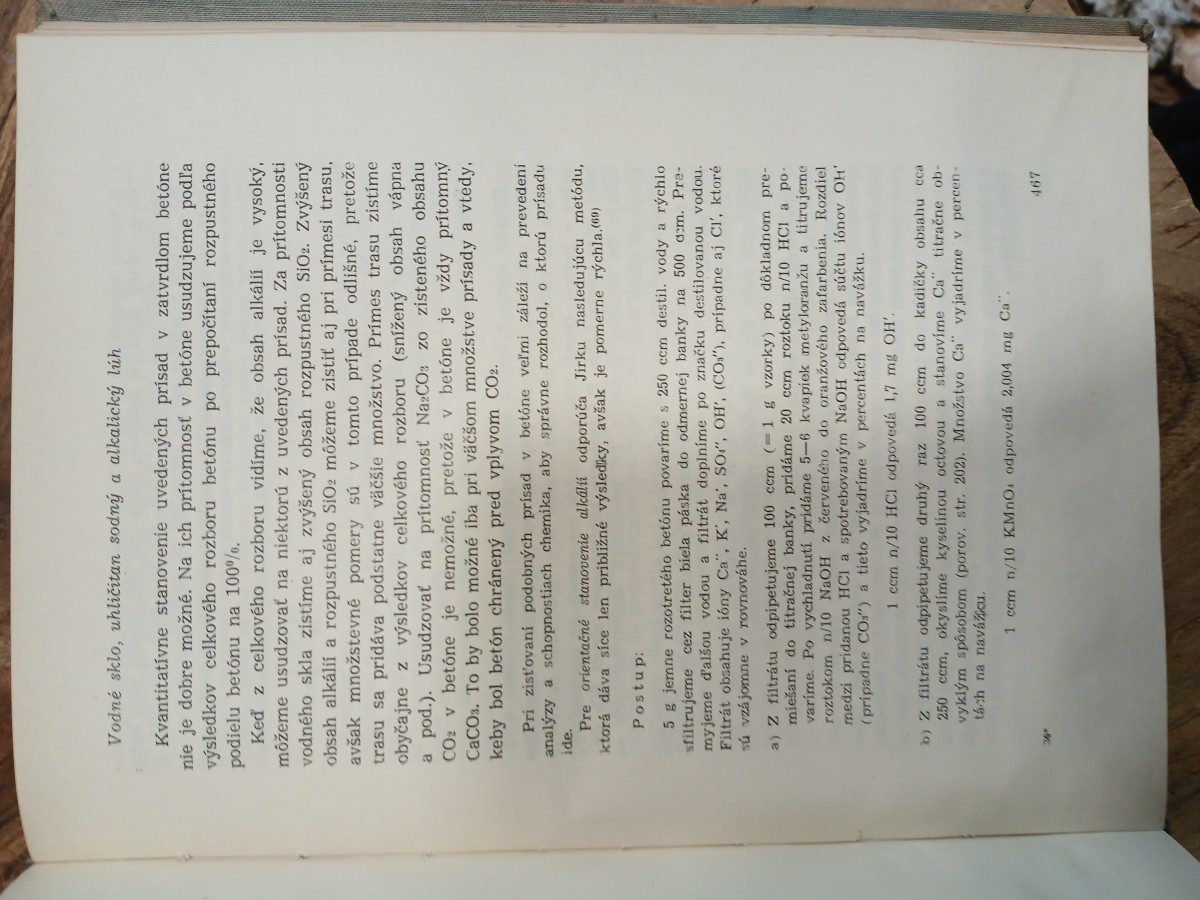 Vodné sklo, uhličitan sodný a alkalický lúh
Kvantitatívne stanovenie uvedených prísad v zatvrdlom betóne
nie je dobre možné. Na ich prítomnosť v betóne usudzujeme podľa
výsledkov celkového rozboru betónu po prepočítaní rozpustného
podielu betónu na 100%.
Keď z celkového rozboru vidíme, že obsah alkálií je vysoký,
môžeme usudzovať na niektorú z uvedených prísad. Za prítomnosti
vodného skla zistíme aj zvýšený obsah rozpustného SiO₂. Zvýšený
obsah alkálií a rozpustného SiO₂ môžeme zistiť aj pri prímesi trasu,
avšak množstevné pomery sú v tomto prípade odlišné, pretože
trasu sa pridáva podstatne väčšie množstvo. Prímes trasu zistíme
obyčajne z výsledkov celkového rozboru (snížený obsah vápna
a pod.). Usudzovať na prítomnosť Na₂CO₃ zo zisteného obsahu
CO₂ v betóne je nemožné, pretože v betóne je vždy prítomný
CaCO₃. To by bolo možné iba pri väčšom množstve prísady a vtedy,
keby bol betón chránený pred vplyvom CO₂.
Pri zisťovaní podobných prísad v betóne veľmi záleží na prevedení
analýzy a schopnostiach chemika, aby správne rozhodol, o ktorú prísadu
ide.
Pre orientačné stanovenie alkálií odporúča Jirku nasledujúcu metódu,
ktorá dáva síce len približné výsledky, avšak je pomerne rýchla.(69)
Postup:
5 g jemne rozotretého betónu povaríme s 250 ccm destil. vody a rýchlo
sfiltrujeme cez filter biela páska do odmernej banky na 500 ccm. Pre-
myjeme ďalšou vodou a filtrát doplníme po značku destilovanou vodou.
Filtrát obsahuje ióny Ca¨, K˙, Na˙, SO₄″, OH′, (CO₃″), prípadne aj Cl′, ktoré
sú vzájomne v rovnováhe.
a) Z filtrátu odpipetujeme 100 ccm (= 1 g vzorky) po dôkladnom pre-
miešaní do titračnej banky, pridáme 20 ccm roztoku n/10 HCl a po-
varíme. Po vychladnutí pridáme 5—6 kvapiek metyloranžu a titrujeme
roztokom n/10 NaOH z červeného do oranžového zafarbenia. Rozdiel
medzi pridanou HCl a spotrebovaným NaOH odpovedá súčtu iónov OH′
(prípadne CO₃″) a tieto vyjadríme v percentách na navážku.
1 ccm n/10 HCl odpovedá 1,7 mg OH′.
b) Z filtrátu odpipetujeme druhý raz 100 ccm do kadičky obsahu cca
250 ccm, okyslíme kyselinou octovou a stanovíme Ca¨ titračne ob-
vyklým spôsobom (porov. str. 202). Množstvo Ca¨ vyjadríme v percen-
tách na navážku.
1 ccm n/10 KMnO₄ odpovedá 2,004 mg Ca¨.
467